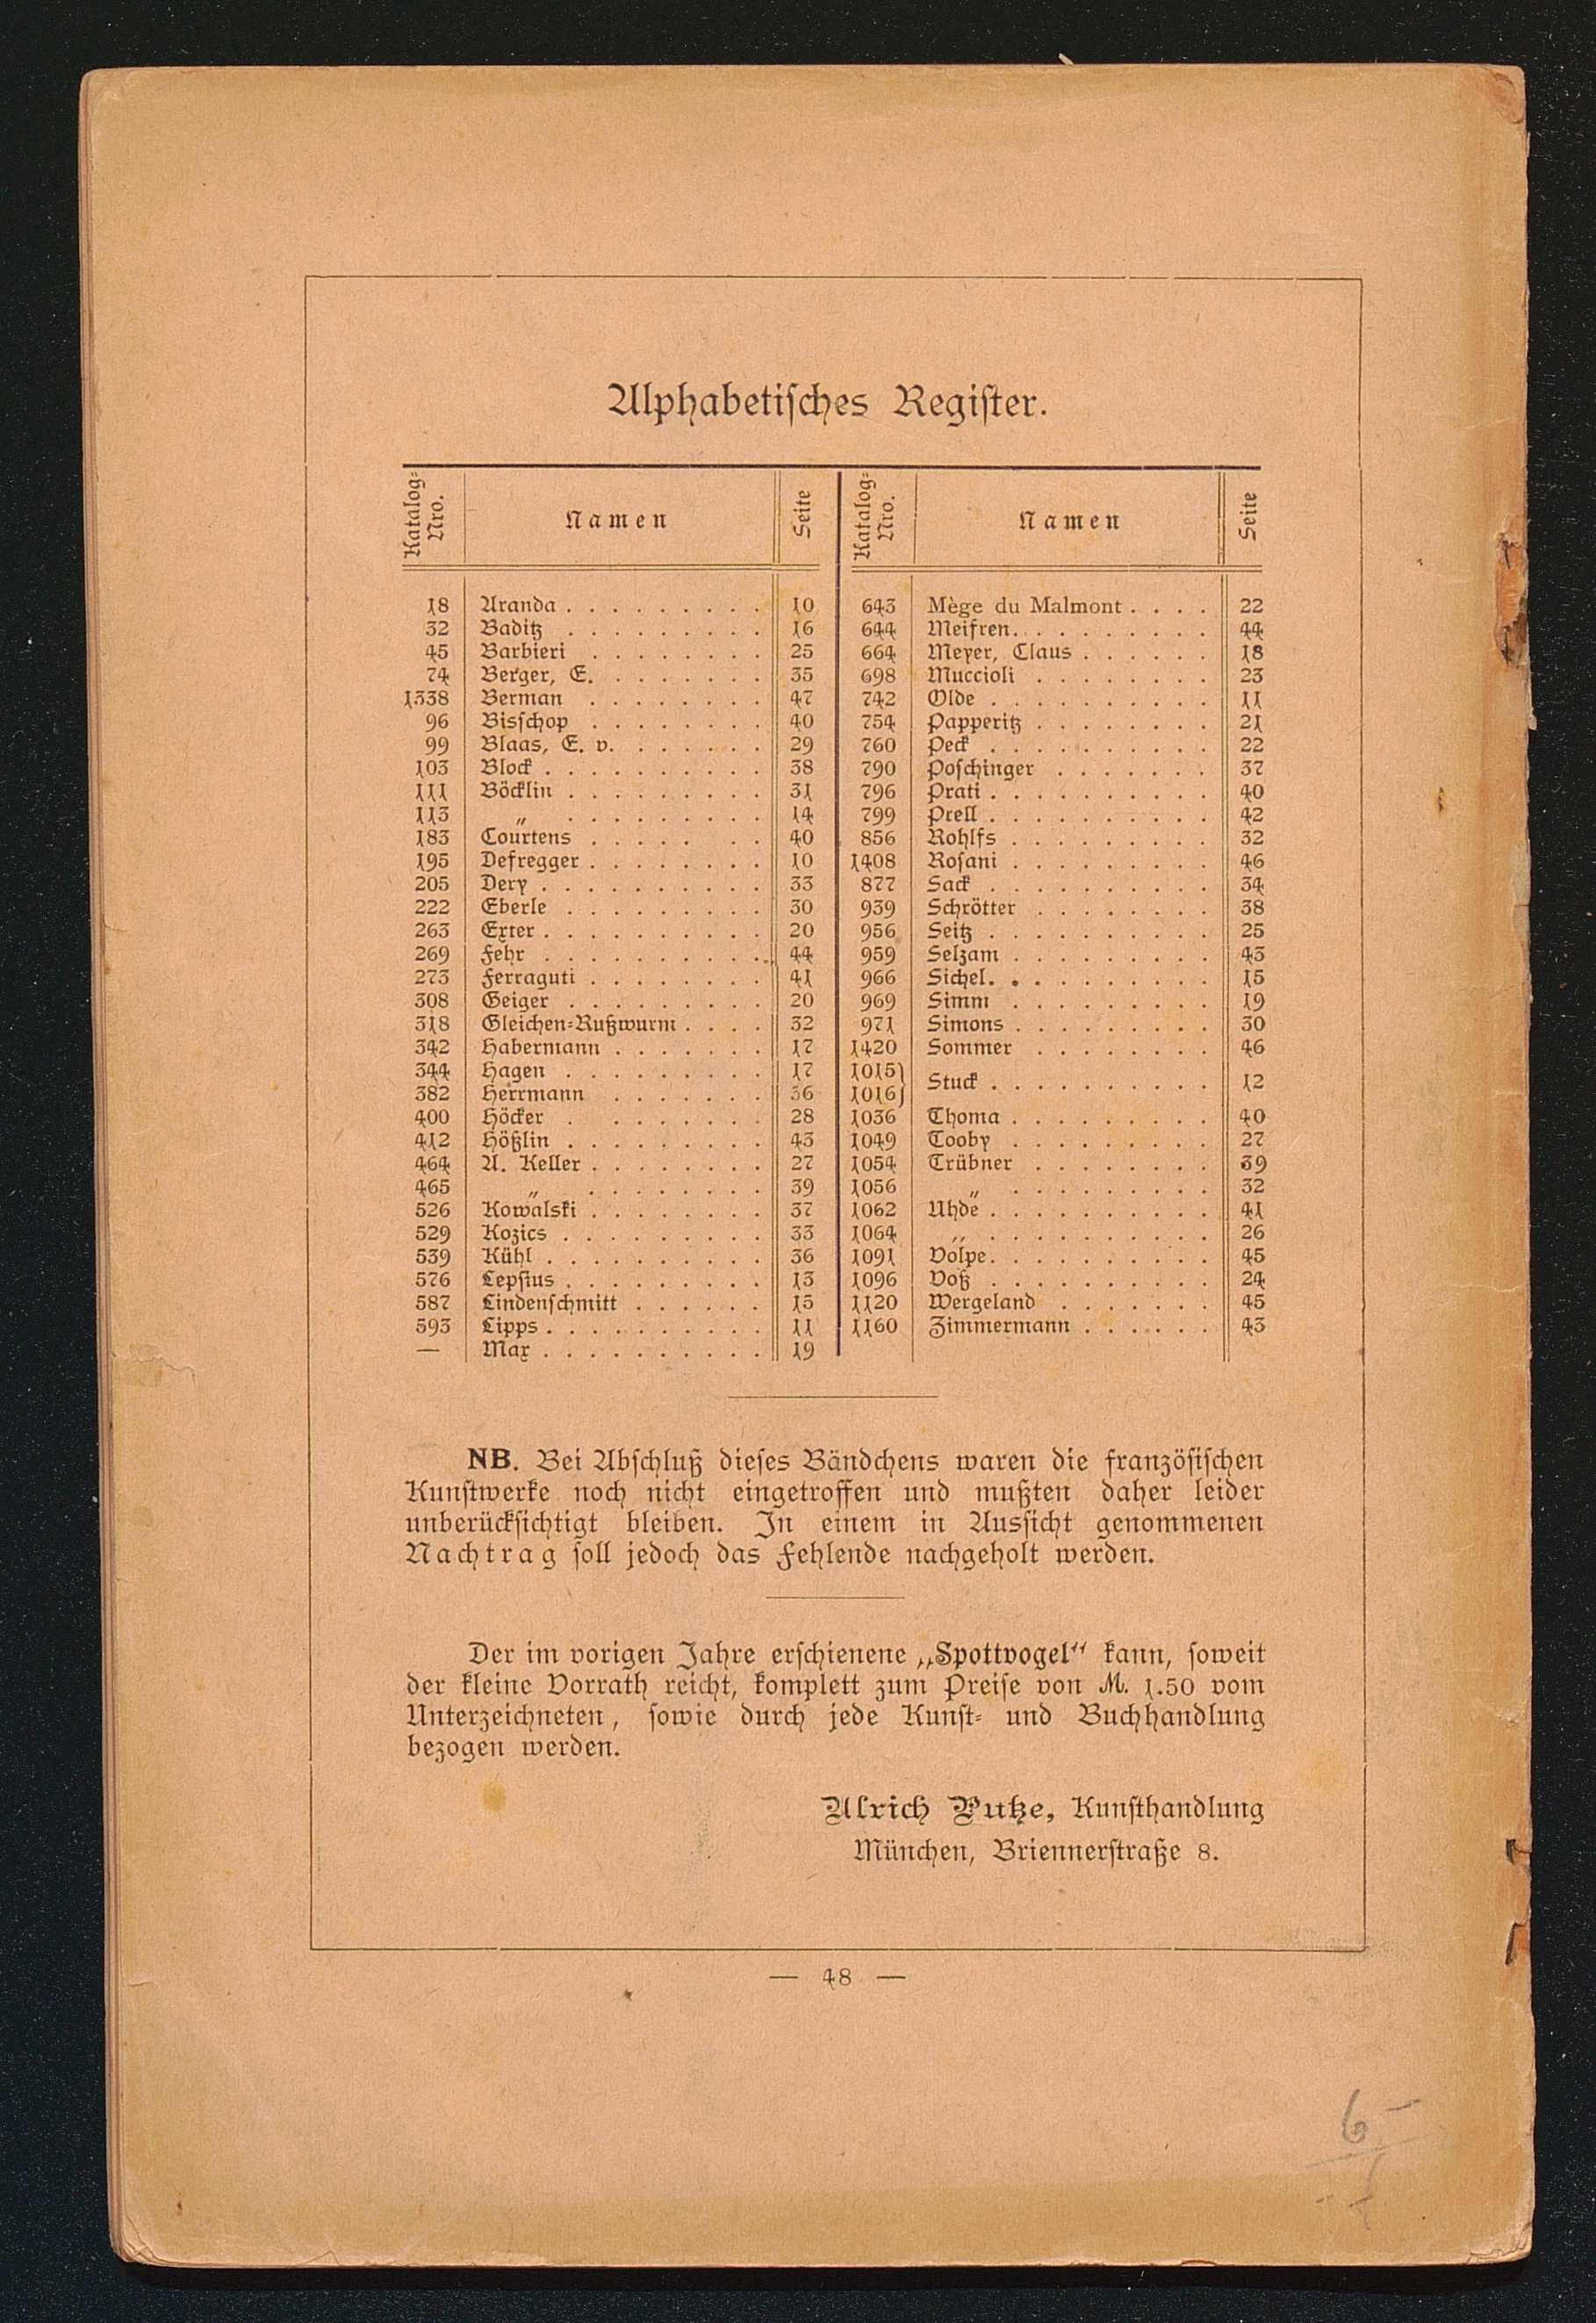 Alphabetisches Register.
Katalog-Nro. Namen Seite
18 Aranda 10
32 Baditz 16
45 Barbieri 25
74 Berger, E. 35
1338 Berman 47
96 Bisschop 40
99 Blaas, E. v. 29
103 Block 38
111 Böcklin 31
113 „ 14
183 Courtens 40
195 Defregger 10
205 Dery 33
222 Eberle 30
263 Exter 20
269 Fehr 44
273 Ferraguti 41
308 Geiger 20
318 Gleichen-Rußwurm 32
342 Habermann 17
344 Hagen 17
382 Herrmann 36
400 Höcker 28
412 Hößlin 43
464 A. Keller 27
465 „ 39
526 Kowalski 37
529 Kozics 33
539 Kühl 36
576 Lepsius 13
587 Lindenschmitt 15
593 Lipps 11
— Max 19
Katalog-Nro. Namen Seite
643 Mège du Malmont 22
644 Meifren 44
664 Meyer, Claus 18
698 Muccioli 23
742 Olde 11
754 Papperitz 21
760 Peck 22
790 Poschinger 37
796 Prati 40
799 Prell 42
856 Rohlfs 32
1408 Rosani 46
877 Sack 34
939 Schrötter 38
956 Seitz 25
959 Selzam 43
966 Sichel 15
969 Simm 19
971 Simons 30
1420 Sommer 46
1015
1016 Stuck 12
1036 Thoma 40
1049 Tooby 27
1054 Trübner 39
1056 „ 32
1062 Uhde 41
1064 „ 26
1091 Volpe 45
1096 Voß 24
1120 Wergeland 45
1160 Zimmermann 43
NB. Bei Abschluß dieses Bändchens waren die französischen
Kunstwerke noch nicht eingetroffen und mußten daher leider
unberücksichtigt bleiben. In einem in Aussicht genommenen
Nachtrag soll jedoch das Fehlende nachgeholt werden.
Der im vorigen Jahre erschienene „Spottvogel“ kann, soweit
der kleine Vorrath reicht, komplett zum Preise von M. 1.50 vom
Unterzeichneten, sowie durch jede Kunst- und Buchhandlung
bezogen werden.
Ulrich Putze, Kunsthandlung
München, Briennerstraße 8.
— 48 —
6 –